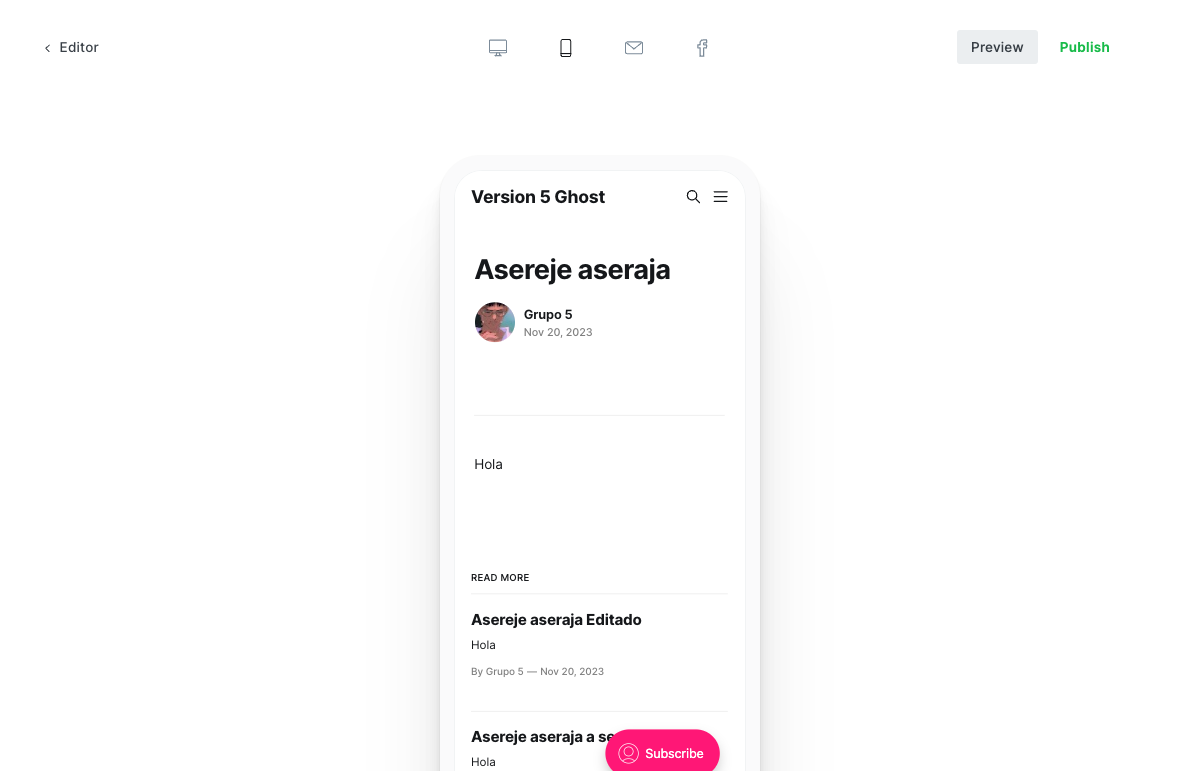 Editor
Preview
Publish
Version 5 Ghost
Asereje aseraja
Grupo 5
Nov 20, 2023
Hola
READ MORE
Asereje aseraja Editado
Hola
By Grupo 5 — Nov 20, 2023
Asereje aseraja a se
Hola
Subscribe